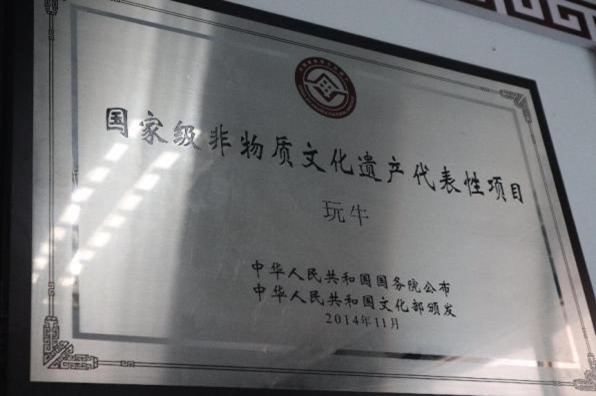 国家级非物质文化遗产代表性项目
玩牛
中华人民共和国国务院公布
中华人民共和国文化部颁发
2014年11月